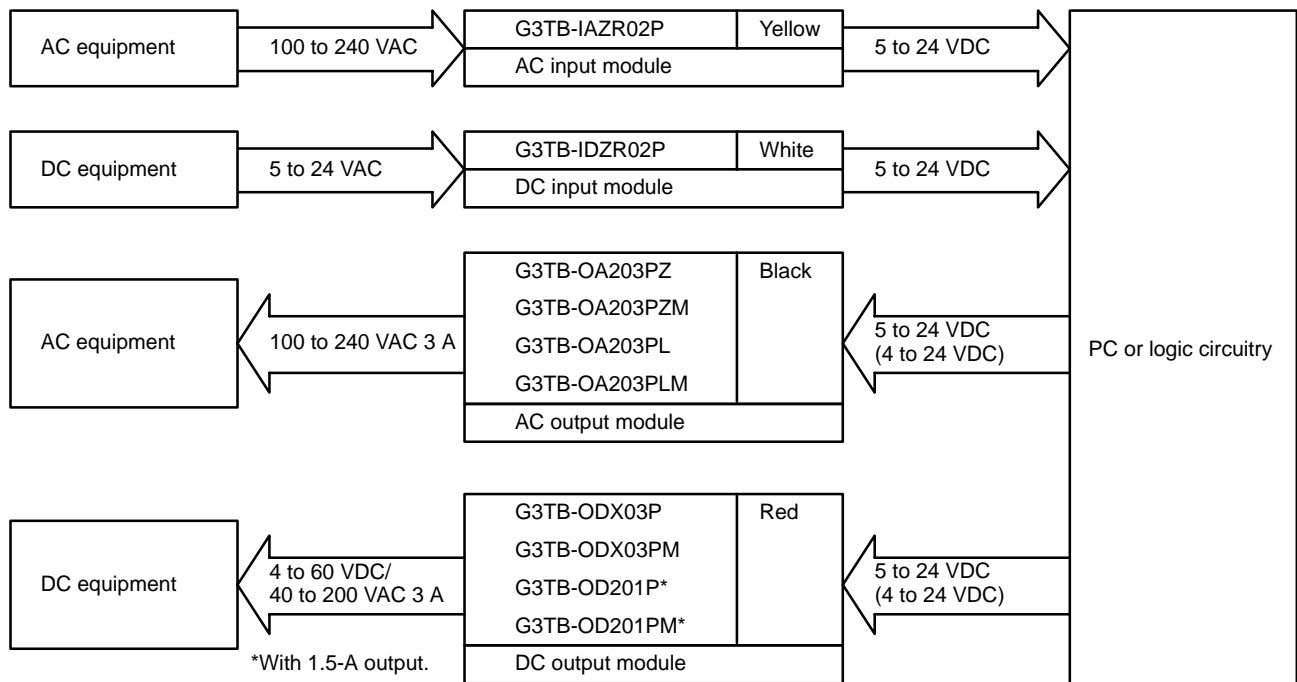 AC equipment
100 to 240 VAC
G3TB-IAZR02P
Yellow
AC input module
5 to 24 VDC
DC equipment
5 to 24 VAC
G3TB-IDZR02P
White
DC input module
5 to 24 VDC
AC equipment
100 to 240 VAC 3 A
G3TB-OA203PZ
G3TB-OA203PZM
G3TB-OA203PL
G3TB-OA203PLM
Black
AC output module
5 to 24 VDC
(4 to 24 VDC)
PC or logic circuitry
DC equipment
4 to 60 VDC/
40 to 200 VAC 3 A
*With 1.5-A output.
G3TB-ODX03P
G3TB-ODX03PM
G3TB-OD201P*
G3TB-OD201PM*
Red
DC output module
5 to 24 VDC
(4 to 24 VDC)